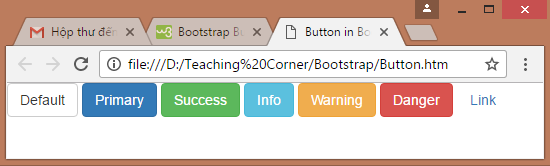 Hộp thư đến
Bootstrap Bu
Button in Bo
file:///D:/Teaching%20Corner/Bootstrap/Button.htm
Default
Primary
Success
Info
Warning
Danger
Link